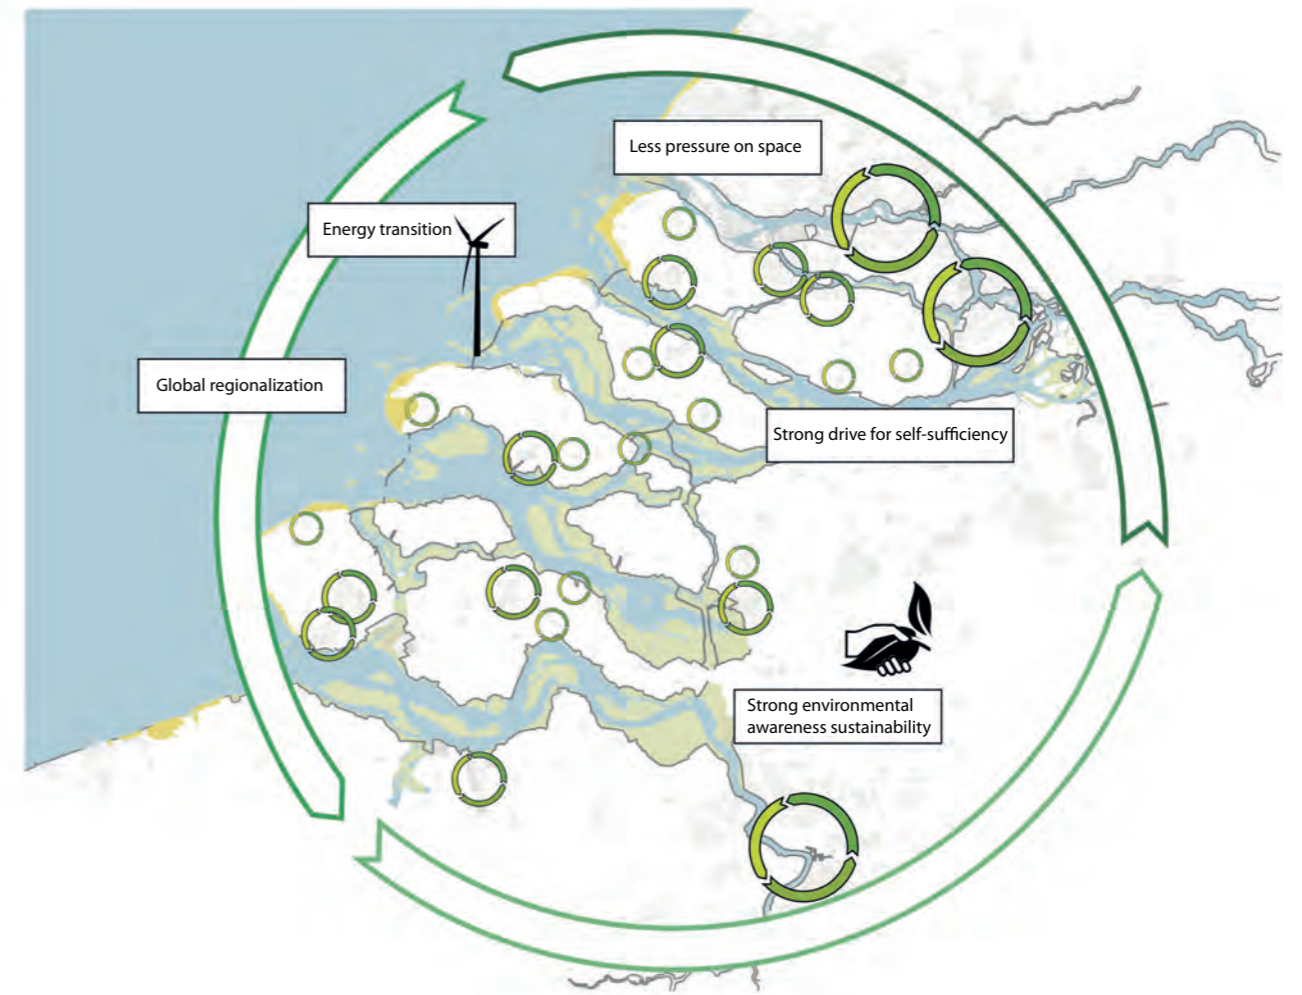 Less pressure on space
Energy transition
Global regionalization
Strong drive for self-sufficiency
Strong environmental
awareness sustainability